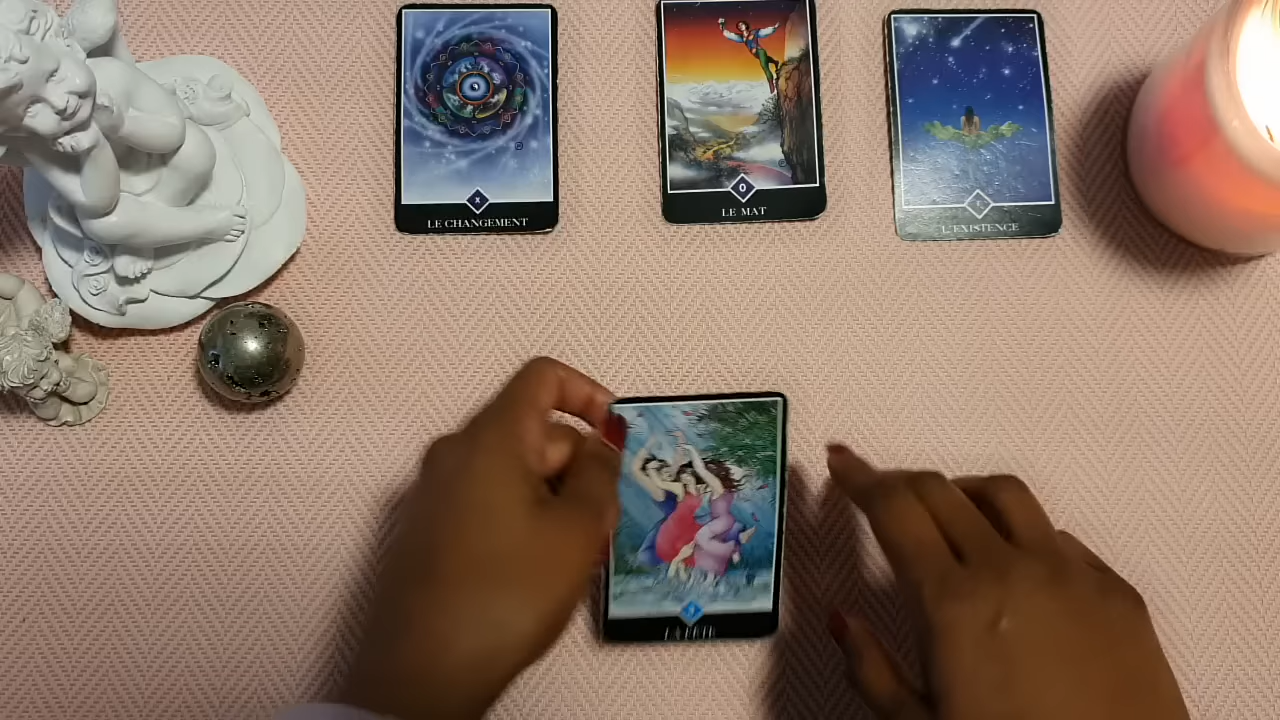 X
LE CHANGEMENT
0
LE MAT
L'EXISTENCE